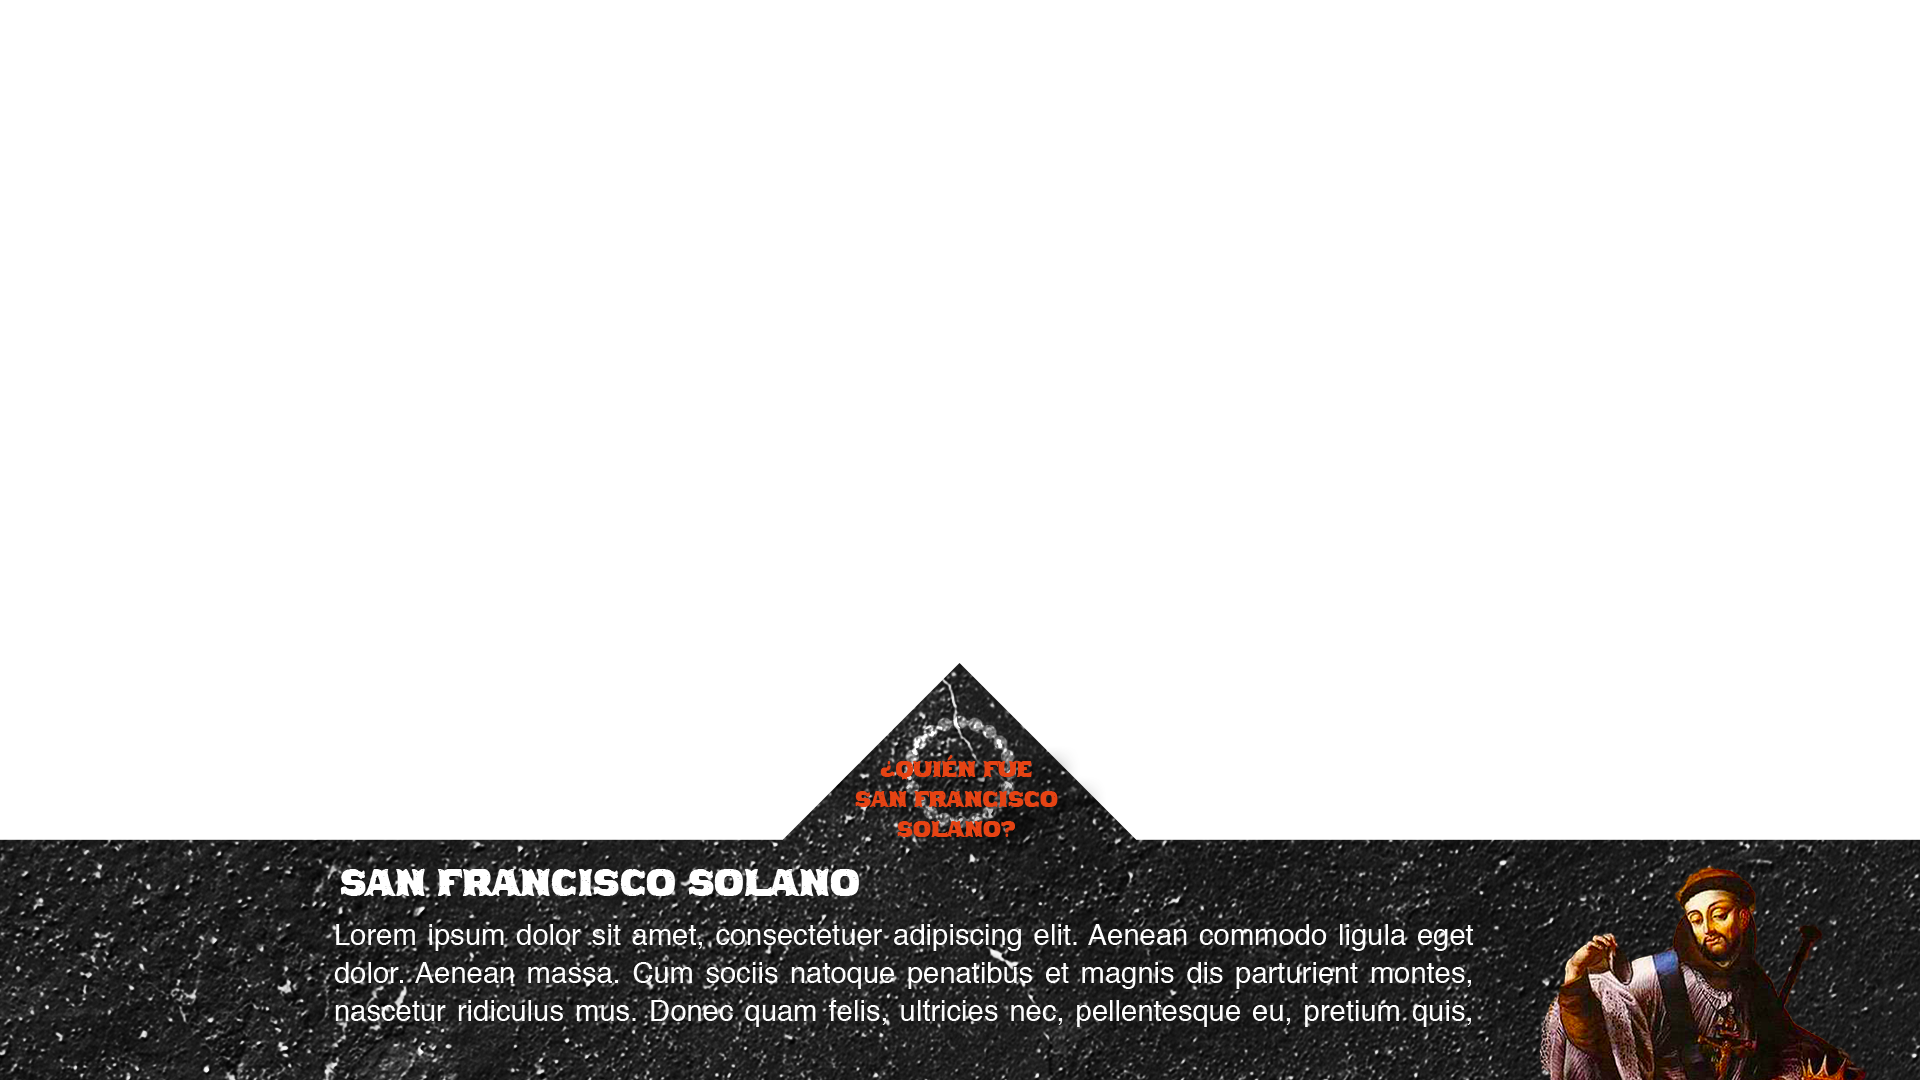 ¿QUIÉN FUE
SAN FRANCISCO
SOLANO?
SAN FRANCISCO SOLANO
Lorem ipsum dolor sit amet, consectetuer adipiscing elit. Aenean commodo ligula eget
dolor. Aenean massa. Cum sociis natoque penatibus et magnis dis parturient montes,
nascetur ridiculus mus. Donec quam felis, ultricies nec, pellentesque eu, pretium quis,